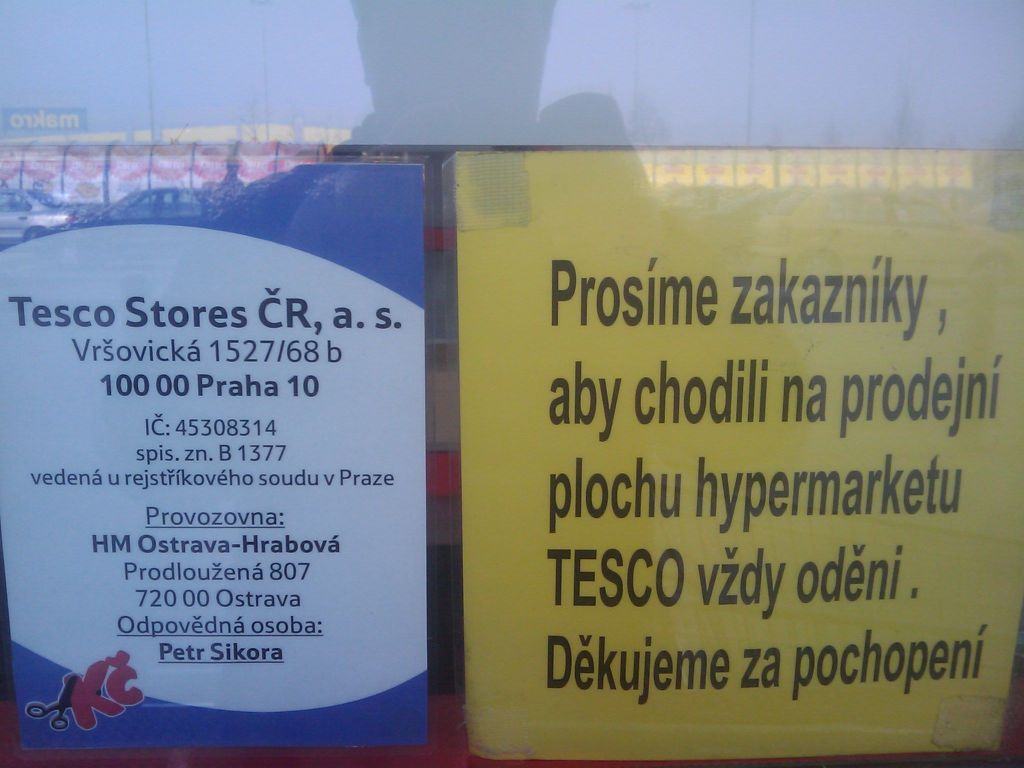 makro
Tesco Stores ČR, a. s.
Vršovická 1527/68 b
100 00 Praha 10
IČ: 45308314
spis. zn. B 1377
vedená u rejstříkového soudu v Praze
Provozovna:
HM Ostrava-Hrabová
Prodloužená 807
720 00 Ostrava
Odpovědná osoba:
Petr Sikora
Kč
Prosíme zakazníky ,
aby chodili na prodejní
plochu hypermarketu
TESCO vždy oděni .
Děkujeme za pochopení